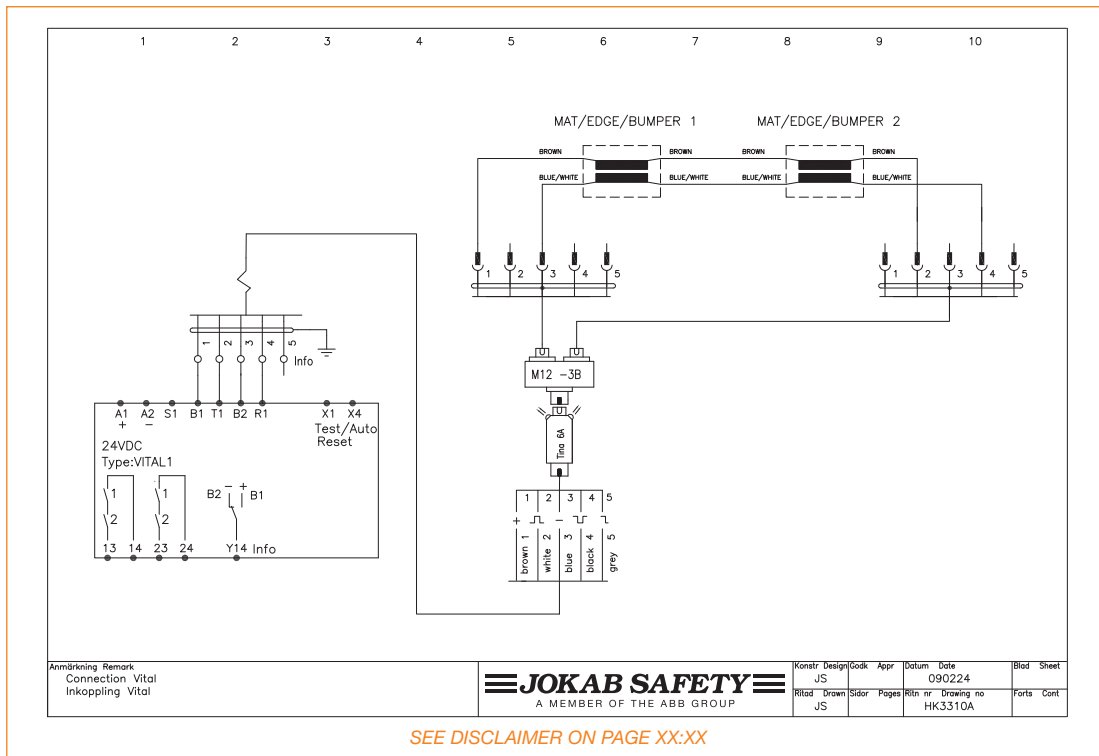 1 2 3 4 5 6 7 8 9 10
MAT/EDGE/BUMPER 1 MAT/EDGE/BUMPER 2
BROWN BROWN BROWN BROWN
BLUE/WHITE BLUE/WHITE BLUE/WHITE BLUE/WHITE
1 2 3 4 5 1 2 3 4 5
1 2 3 4 5
Info
M12 -3B
Tina 6A
A1 A2 S1 B1 T1 B2 R1 X1 X4
+ - Test/Auto
Reset
24VDC
Type:VITAL1
1 1 B2 - + B1
2 2
13 14 23 24 Y14 Info
1 2 3 4 5
+ -
brown 1 white 2 blue 3 black 4 grey 5
Anmärkning Remark
Connection Vital
Inkoppling Vital
JOKAB SAFETY
A MEMBER OF THE ABB GROUP
Konstr Design Godk Appr Datum Date Blad Sheet
JS 090224
Ritad Drawn Sidor Pages Ritn nr Drawing no Forts Cont
JS HK3310A
SEE DISCLAIMER ON PAGE XX:XX